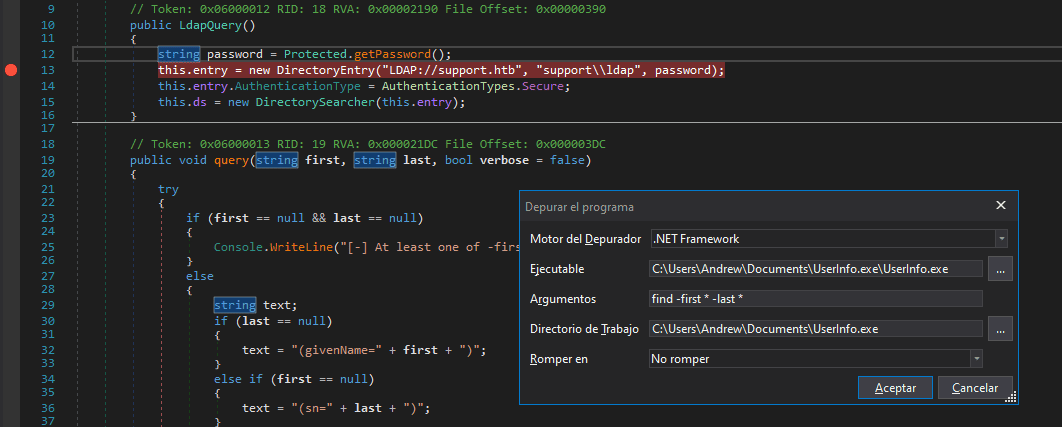 9 // Token: 0x06000012 RID: 18 RVA: 0x00002190 File Offset: 0x00000390
10 public LdapQuery()
11 {
12 string password = Protected.getPassword();
13 this.entry = new DirectoryEntry("LDAP://support.htb", "support\\ldap", password);
14 this.entry.AuthenticationType = AuthenticationTypes.Secure;
15 this.ds = new DirectorySearcher(this.entry);
16 }
17
18 // Token: 0x06000013 RID: 19 RVA: 0x000021DC File Offset: 0x000003DC
19 public void query(string first, string last, bool verbose = false)
20 {
21 try
22 {
23 if (first == null && last == null)
24 {
25 Console.WriteLine("[-] At least one of -firs
26 }
27 else
28 {
29 string text;
30 if (last == null)
31 {
32 text = "(givenName=" + first + ")";
33 }
34 else if (first == null)
35 {
36 text = "(sn=" + last + ")";
37 }
Depurar el programa
Motor del Depurador .NET Framework
Ejecutable C:\Users\Andrew\Documents\UserInfo.exe\UserInfo.exe ...
Argumentos find -first * -last *
Directorio de Trabajo C:\Users\Andrew\Documents\UserInfo.exe ...
Romper en No romper
Aceptar Cancelar